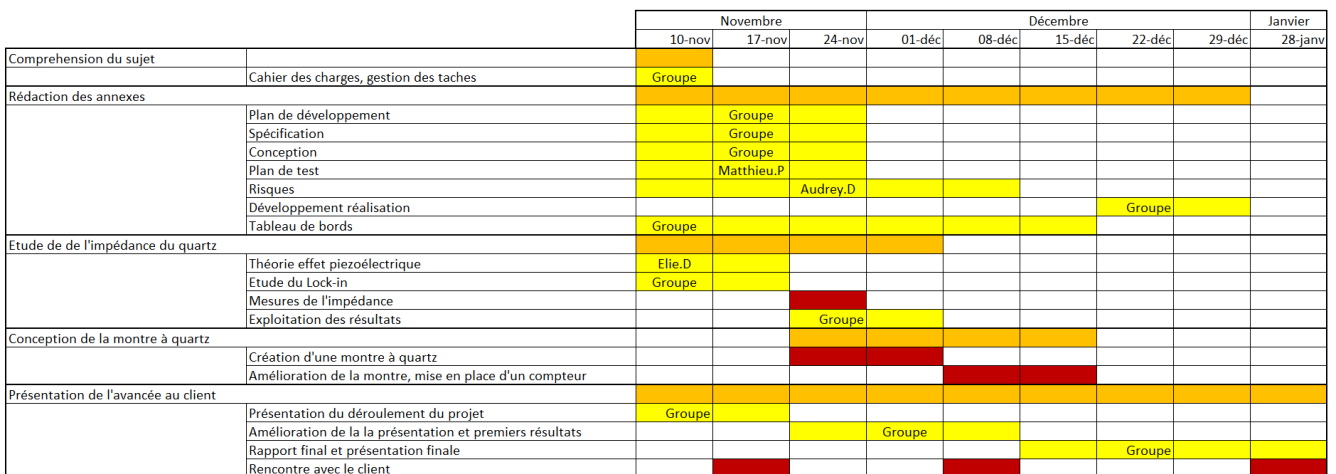 Novembre Décembre Janvier
10-nov 17-nov 24-nov 01-déc 08-déc 15-déc 22-déc 29-déc 28-janv
Comprehension du sujet
Cahier des charges, gestion des taches Groupe
Rédaction des annexes
Plan de développement Groupe
Spécification Groupe
Conception Groupe
Plan de test Matthieu.P
Risques Audrey.D
Développement réalisation Groupe
Tableau de bords Groupe
Etude de de l'impédance du quartz
Théorie effet piezoélectrique Elie.D
Etude du Lock-in Groupe
Mesures de l'impédance
Exploitation des résultats Groupe
Conception de la montre à quartz
Création d'une montre à quartz
Amélioration de la montre, mise en place d'un compteur
Présentation de l'avancée au client
Présentation du déroulement du projet Groupe
Amélioration de la la présentation et premiers résultats Groupe
Rapport final et présentation finale Groupe
Rencontre avec le client